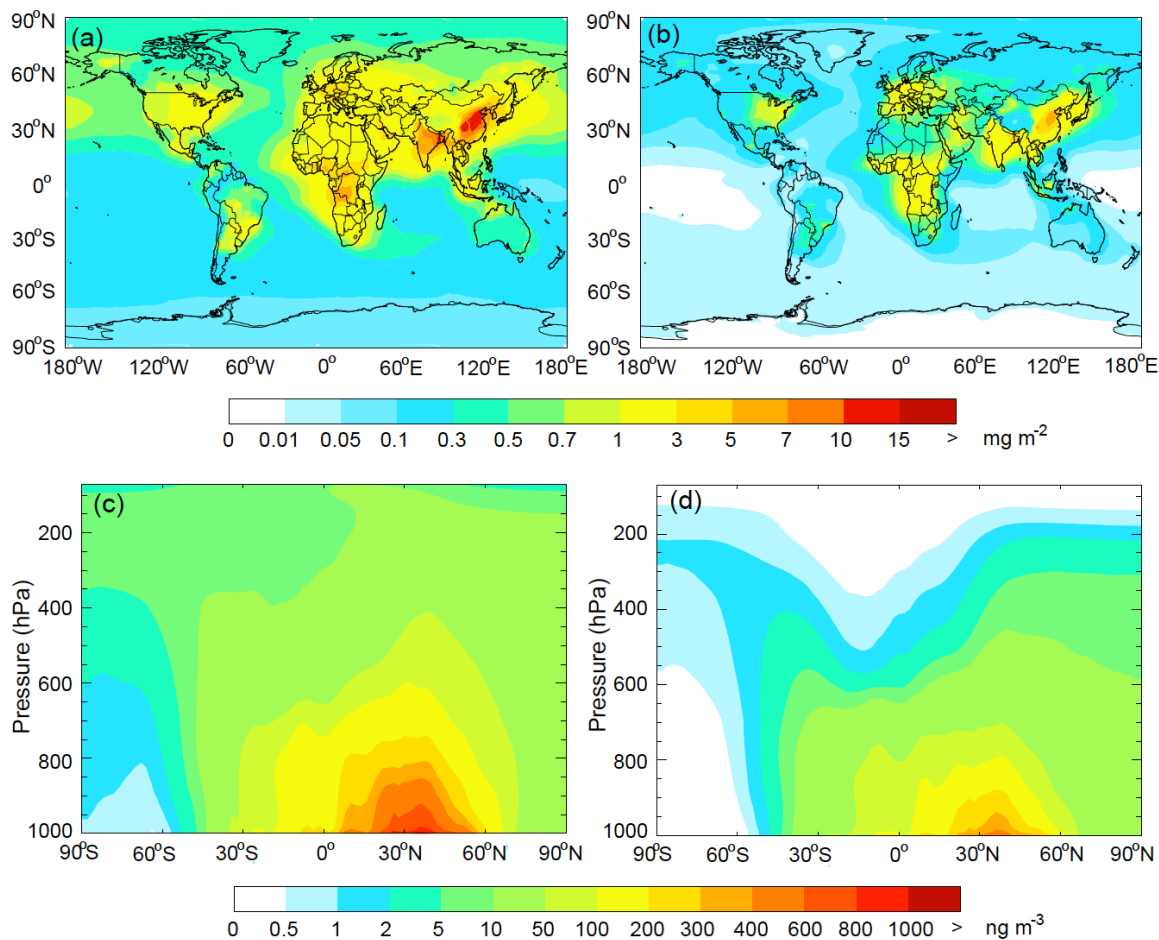 (a)
90°N
60°N
30°N
0°
30°S
60°S
90°S
180°W 120°W 60°W 0° 60°E 120°E 180°E
(b)
90°N
60°N
30°N
0°
30°S
60°S
90°S
180°W 120°W 60°W 0° 60°E 120°E 180°E
0 0.01 0.05 0.1 0.3 0.5 0.7 1 3 5 7 10 15 > mg m⁻²
(c)
Pressure (hPa)
200
400
600
800
1000
90°S 60°S 30°S 0° 30°N 60°N 90°N
(d)
Pressure (hPa)
200
400
600
800
1000
90°S 60°S 30°S 0° 30°N 60°N 90°N
0 0.5 1 2 5 10 50 100 200 300 400 600 800 1000 > ng m⁻³